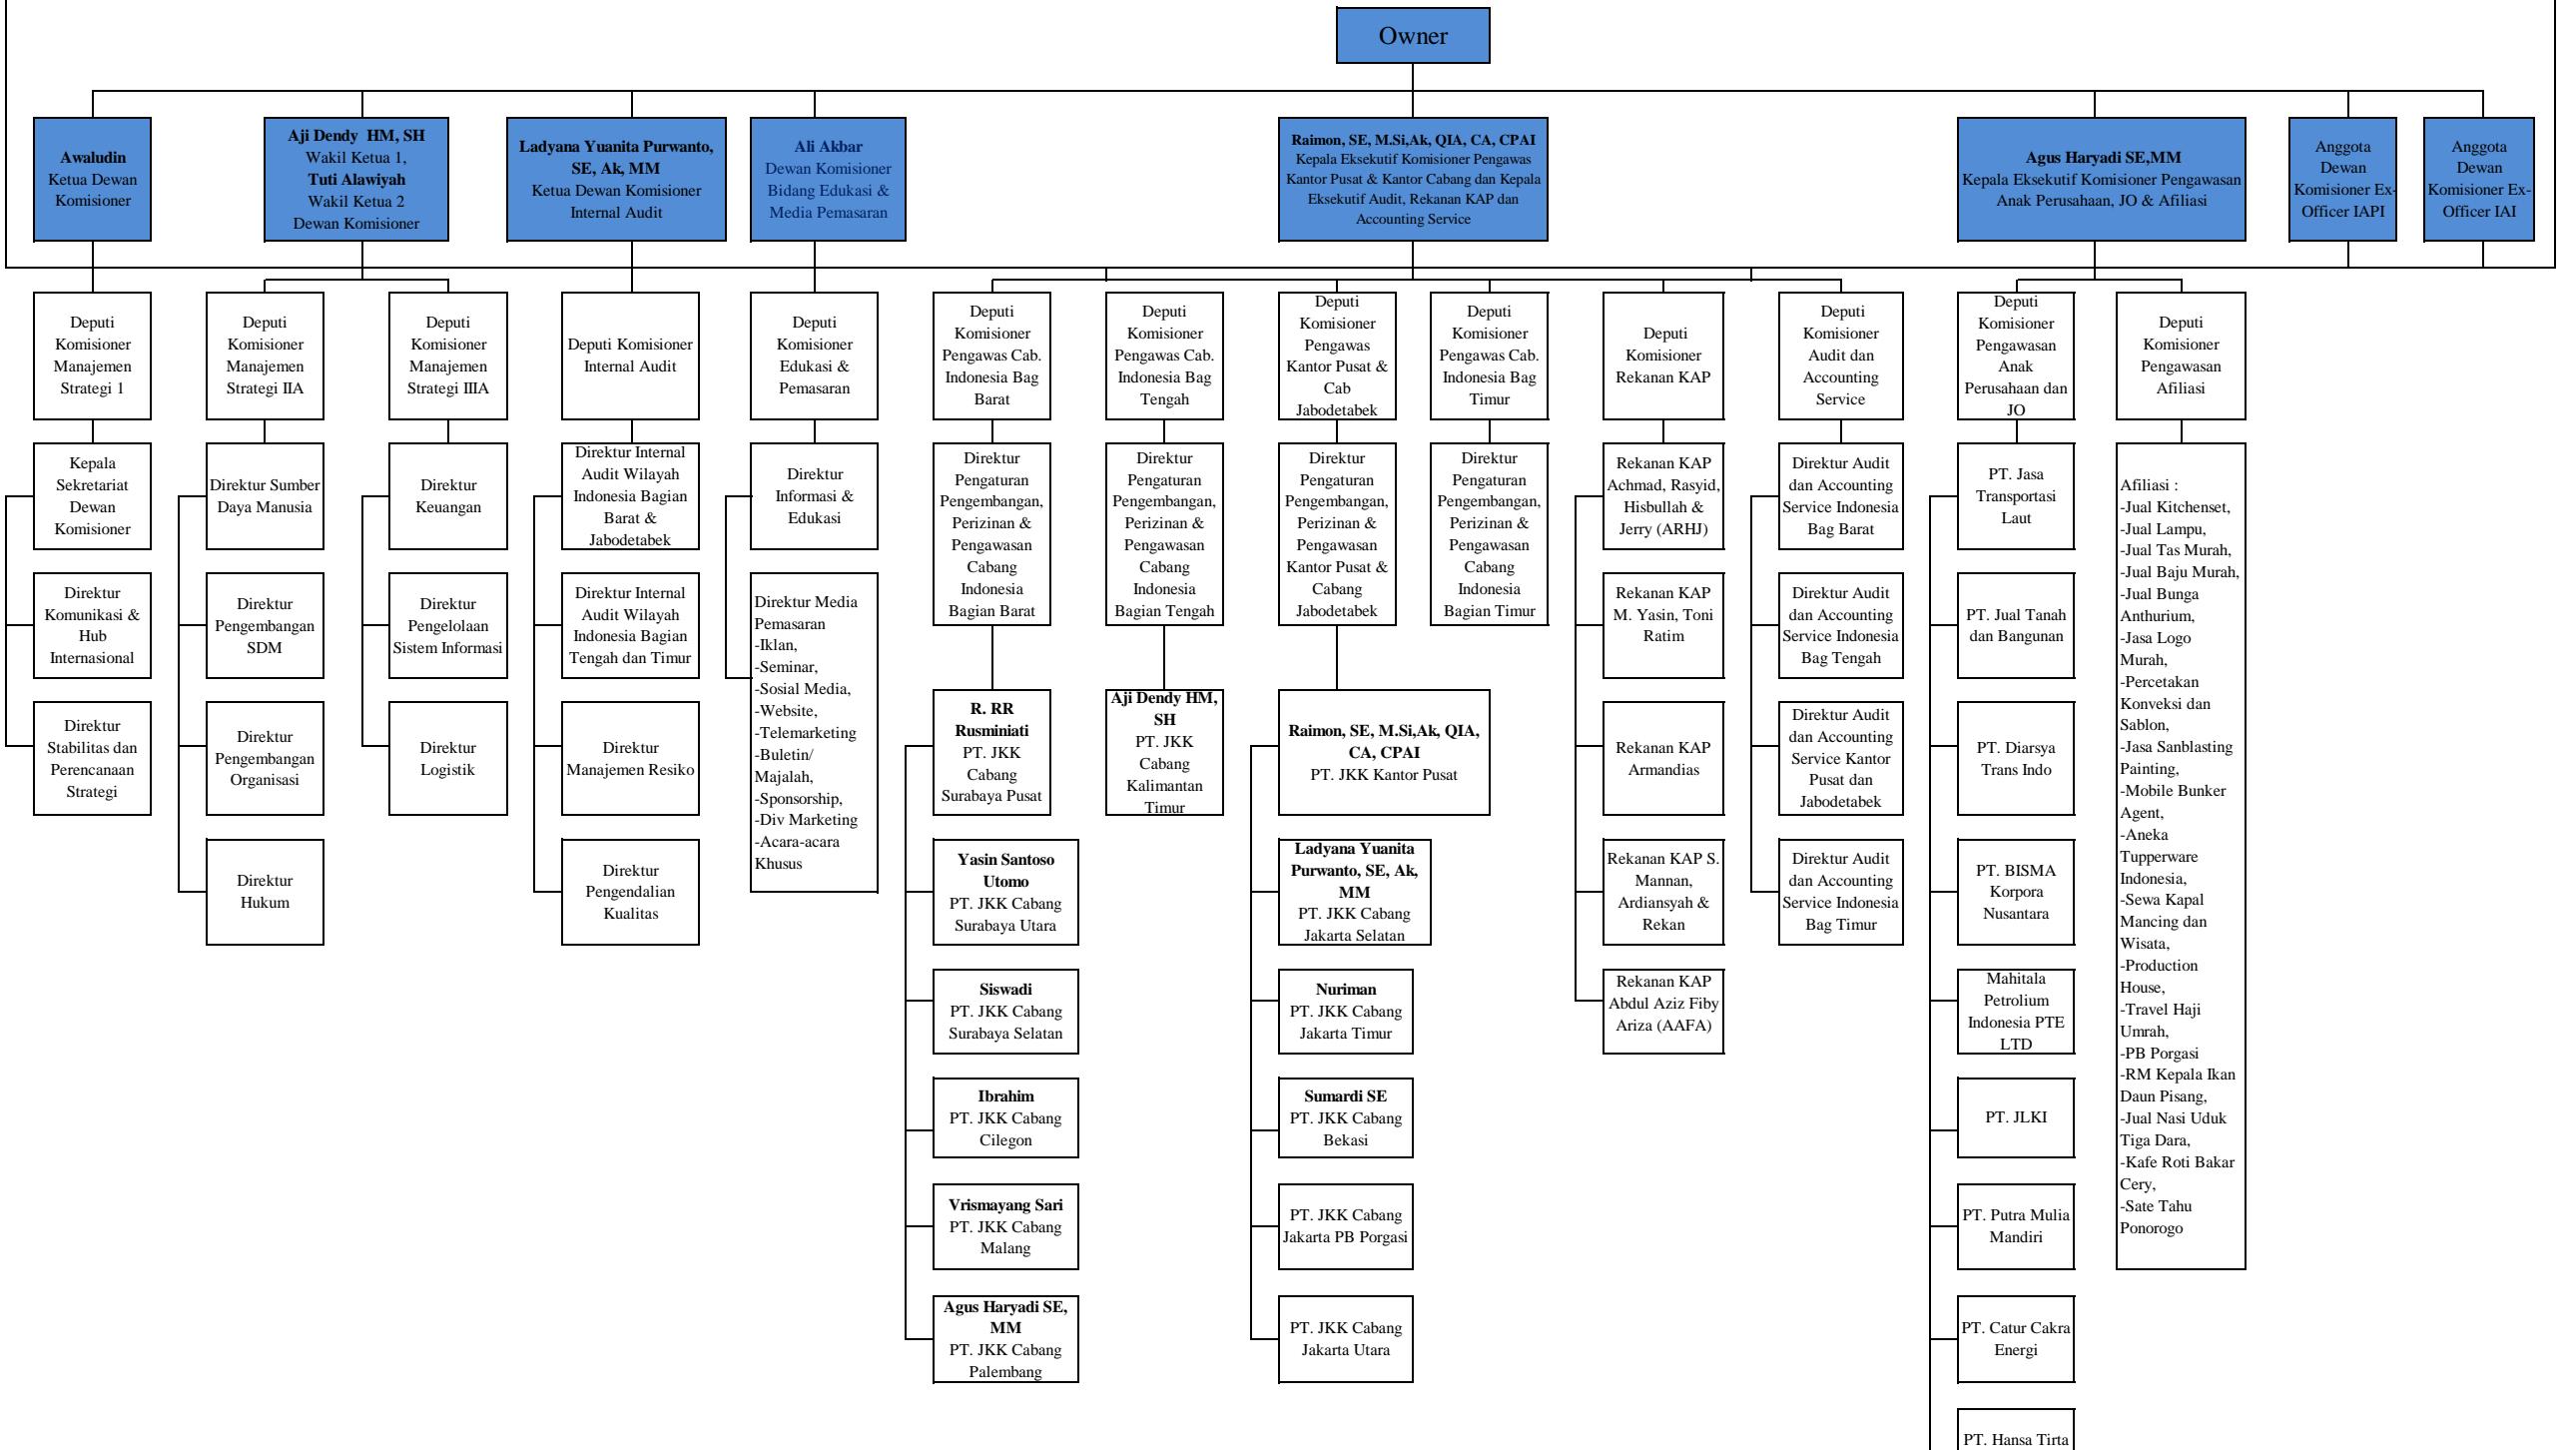 Owner
Awaludin
Ketua Dewan
Komisioner
Aji Dendy  HM, SH
Wakil Ketua 1,
Tuti Alawiyah
Wakil Ketua 2
Dewan Komisioner
Ladyana Yuanita Purwanto,
SE, Ak, MM
Ketua Dewan Komisioner
Internal Audit
Ali Akbar
Dewan Komisioner
Bidang Edukasi &
Media Pemasaran
Raimon, SE, M.Si,Ak, QIA, CA, CPAI
Kepala Eksekutif Komisioner Pengawas
Kantor Pusat & Kantor Cabang dan Kepala
Eksekutif Audit, Rekanan KAP dan
Accounting Service
Agus Haryadi SE,MM
Kepala Eksekutif Komisioner Pengawasan
Anak Perusahaan, JO & Afiliasi
Anggota
Dewan
Komisioner Ex-
Officer IAPI
Anggota
Dewan
Komisioner Ex-
Officer IAI
Deputi
Komisioner
Manajemen
Strategi 1
Deputi
Komisioner
Manajemen
Strategi IIA
Deputi
Komisioner
Manajemen
Strategi IIIA
Deputi Komisioner
Internal Audit
Deputi
Komisioner
Edukasi &
Pemasaran
Deputi
Komisioner
Pengawas Cab.
Indonesia Bag
Barat
Deputi
Komisioner
Pengawas Cab.
Indonesia Bag
Tengah
Deputi
Komisioner
Pengawas
Kantor Pusat &
Cab
Jabodetabek
Deputi
Komisioner
Pengawas Cab.
Indonesia Bag
Timur
Deputi
Komisioner
Rekanan KAP
Deputi
Komisioner
Audit dan
Accounting
Service
Deputi
Komisioner
Pengawasan
Anak
Perusahaan dan
JO
Deputi
Komisioner
Pengawasan
Afiliasi
Kepala
Sekretariat
Dewan
Komisioner
Direktur
Komunikasi &
Hub
Internasional
Direktur
Stabilitas dan
Perencanaan
Strategi
Direktur Sumber
Daya Manusia
Direktur
Pengembangan
SDM
Direktur
Pengembangan
Organisasi
Direktur
Hukum
Direktur
Keuangan
Direktur
Pengelolaan
Sistem Informasi
Direktur
Logistik
Direktur Internal
Audit Wilayah
Indonesia Bagian
Barat &
Jabodetabek
Direktur Internal
Audit Wilayah
Indonesia Bagian
Tengah dan Timur
Direktur
Manajemen Resiko
Direktur
Pengendalian
Kualitas
Direktur
Informasi &
Edukasi
Direktur Media
Pemasaran
-Iklan,
-Seminar,
-Sosial Media,
-Website,
-Telemarketing
-Buletin/
Majalah,
-Sponsorship,
-Div Marketing
-Acara-acara
Khusus
Direktur
Pengaturan
Pengembangan,
Perizinan &
Pengawasan
Cabang
Indonesia
Bagian Barat
R. RR
Rusminiati
PT. JKK
Cabang
Surabaya Pusat
Yasin Santoso
Utomo
PT. JKK Cabang
Surabaya Utara
Siswadi
PT. JKK Cabang
Surabaya Selatan
Ibrahim
PT. JKK Cabang
Cilegon
Vrismayang Sari
PT. JKK Cabang
Malang
Agus Haryadi SE,
MM
PT. JKK Cabang
Palembang
Direktur
Pengaturan
Pengembangan,
Perizinan &
Pengawasan
Cabang
Indonesia
Bagian Tengah
Aji Dendy HM,
SH
PT. JKK
Cabang
Kalimantan
Timur
Direktur
Pengaturan
Pengembangan,
Perizinan &
Pengawasan
Kantor Pusat &
Cabang
Jabodetabek
Raimon, SE, M.Si,Ak, QIA,
CA, CPAI
PT. JKK Kantor Pusat
Ladyana Yuanita
Purwanto, SE, Ak,
MM
PT. JKK Cabang
Jakarta Selatan
Nuriman
PT. JKK Cabang
Jakarta Timur
Sumardi SE
PT. JKK Cabang
Bekasi
PT. JKK Cabang
Jakarta PB Porgasi
PT. JKK Cabang
Jakarta Utara
Direktur
Pengaturan
Pengembangan,
Perizinan &
Pengawasan
Cabang
Indonesia
Bagian Timur
Rekanan KAP
Achmad, Rasyid,
Hisbullah &
Jerry (ARHJ)
Rekanan KAP
M. Yasin, Toni
Ratim
Rekanan KAP
Armandias
Rekanan KAP S.
Mannan,
Ardiansyah &
Rekan
Rekanan KAP
Abdul Aziz Fiby
Ariza (AAFA)
Direktur Audit
dan Accounting
Service Indonesia
Bag Barat
Direktur Audit
dan Accounting
Service Indonesia
Bag Tengah
Direktur Audit
dan Accounting
Service Kantor
Pusat dan
Jabodetabek
Direktur Audit
dan Accounting
Service Indonesia
Bag Timur
PT. Jasa
Transportasi
Laut
PT. Jual Tanah
dan Bangunan
PT. Diarsya
Trans Indo
PT. BISMA
Korpora
Nusantara
Mahitala
Petrolium
Indonesia PTE
LTD
PT. JLKI
PT. Putra Mulia
Mandiri
PT. Catur Cakra
Energi
PT. Hansa Tirta
Afiliasi :
-Jual Kitchenset,
-Jual Lampu,
-Jual Tas Murah,
-Jual Baju Murah,
-Jual Bunga
Anthurium,
-Jasa Logo
Murah,
-Percetakan
Konveksi dan
Sablon,
-Jasa Sanblasting
Painting,
-Mobile Bunker
Agent,
-Aneka
Tupperware
Indonesia,
-Sewa Kapal
Mancing dan
Wisata,
-Production
House,
-Travel Haji
Umrah,
-PB Porgasi
-RM Kepala Ikan
Daun Pisang,
-Jual Nasi Uduk
Tiga Dara,
-Kafe Roti Bakar
Cery,
-Sate Tahu
Ponorogo